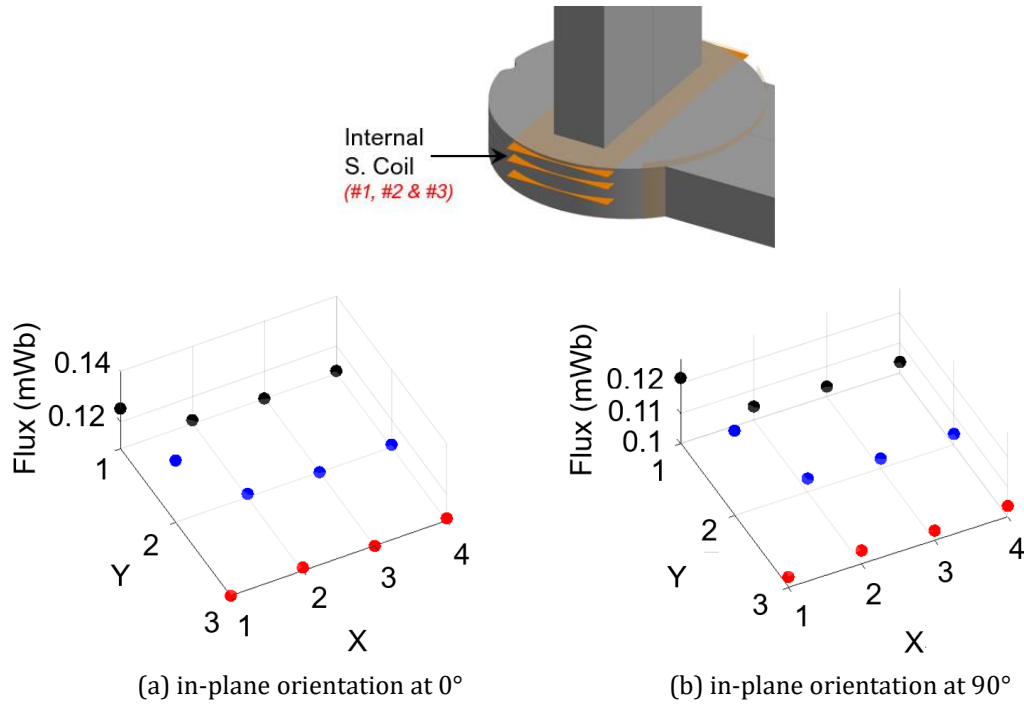 Internal
S. Coil
(#1, #2 & #3)
Flux (mWb)
0.14
0.12
1
2
3
Y
1
2
3
4
X
(a) in-plane orientation at 0°
Flux (mWb)
0.12
0.11
0.1
1
2
3
Y
1
2
3
4
X
(b) in-plane orientation at 90°